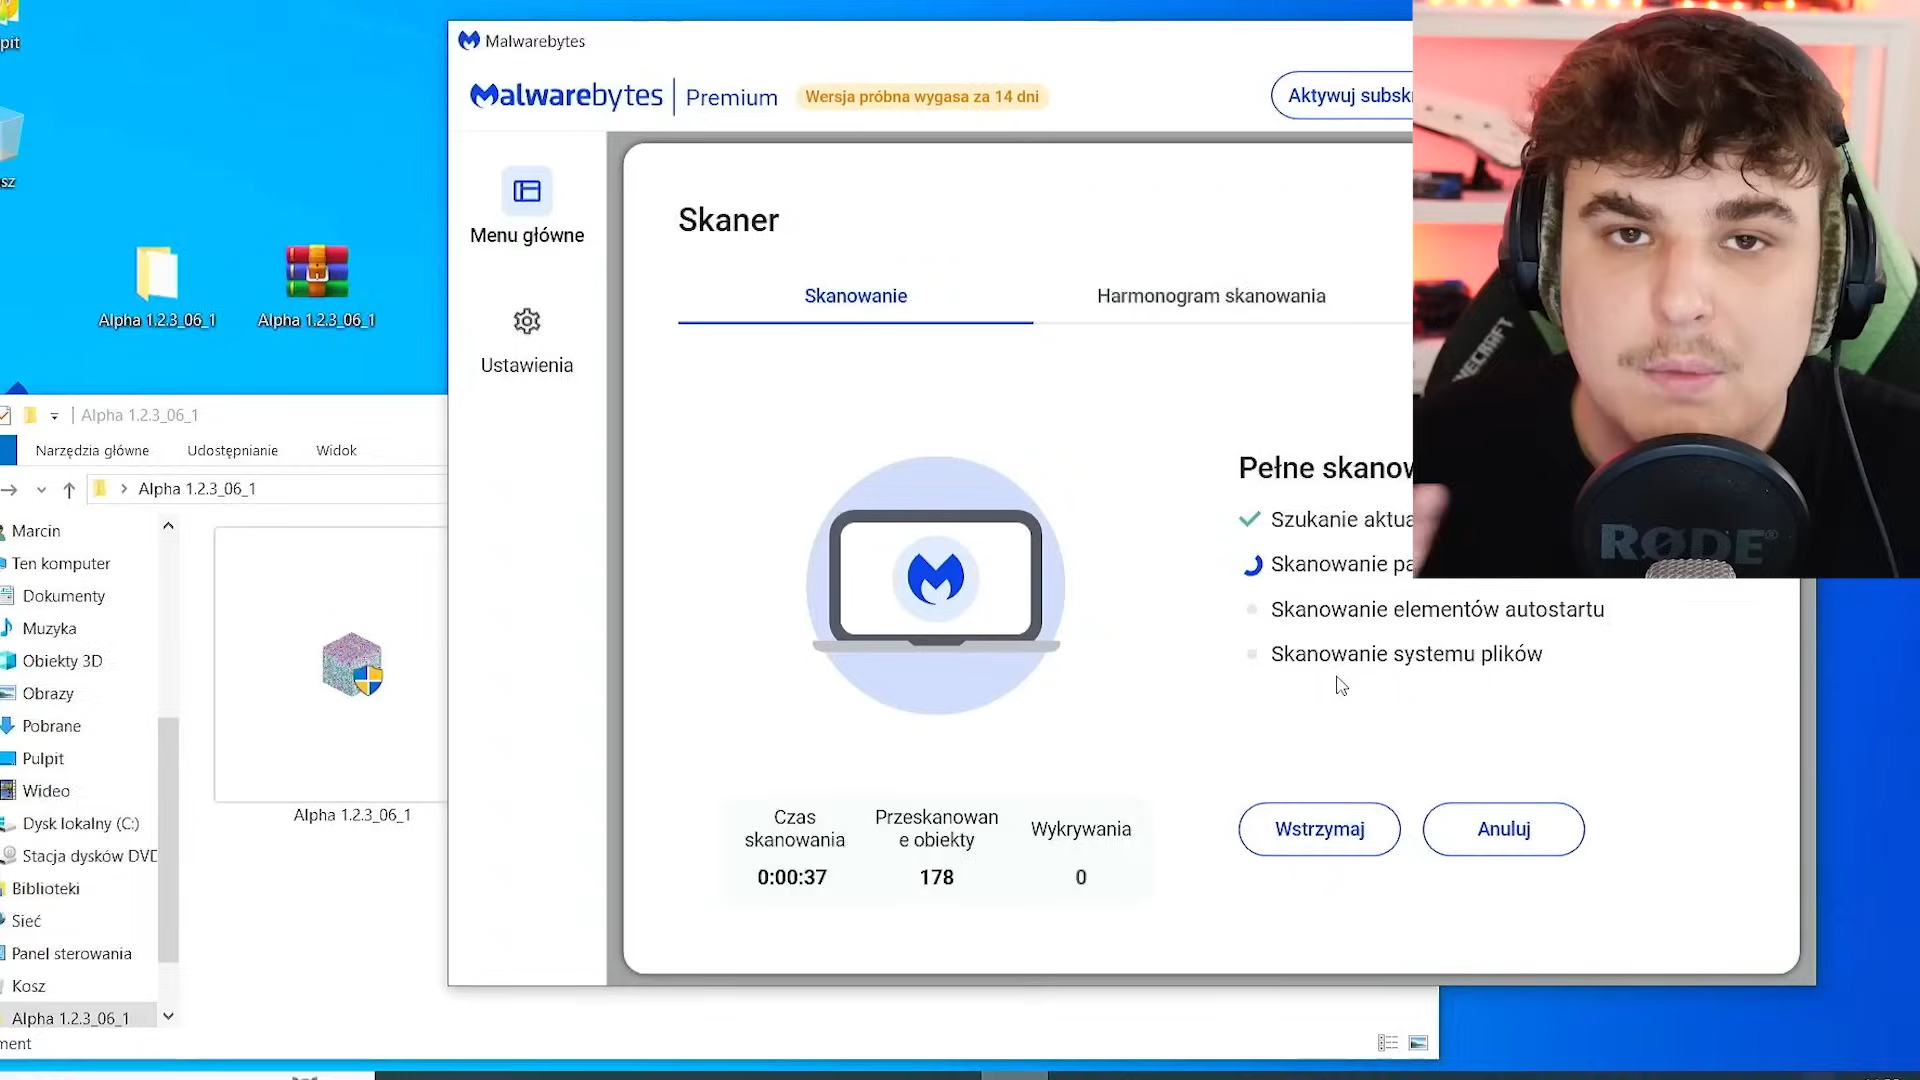 pit
sz
Alpha 1.2.3_06_1
Alpha 1.2.3_06_1
Alpha 1.2.3_06_1
Narzędzia główne
Udostępnianie
Widok
Alpha 1.2.3_06_1
Marcin
Ten komputer
Dokumenty
Muzyka
Obiekty 3D
Obrazy
Pobrane
Pulpit
Wideo
Dysk lokalny (C:)
Stacja dysków DVD
Biblioteki
Sieć
Panel sterowania
Kosz
Alpha 1.2.3_06_1
ment
Alpha 1.2.3_06_1
Malwarebytes
Malwarebytes
Premium
Wersja próbna wygasa za 14 dni
Aktywuj subsk
Menu główne
Ustawienia
Skaner
Skanowanie
Harmonogram skanowania
Pełne skanow
Szukanie aktua
Skanowanie pa
Skanowanie elementów autostartu
Skanowanie systemu plików
Czas
skanowania
0:00:37
Przeskanowan
e obiekty
178
Wykrywania
0
Wstrzymaj
Anuluj
RØDE®